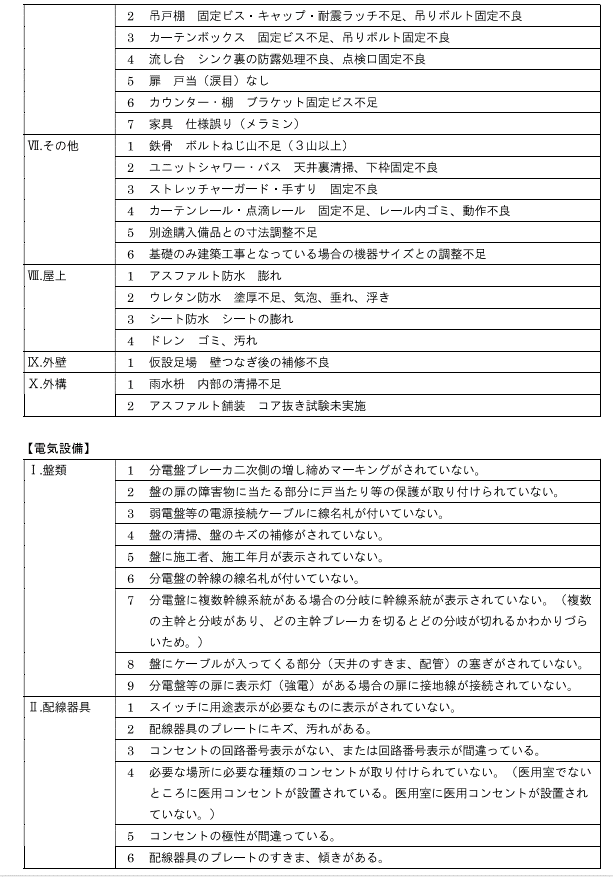 2 吊戸棚 固定ビス・キャップ・耐震ラッチ不足、吊りボルト固定不良
3 カーテンボックス 固定ビス不足、吊りボルト固定不良
4 流し台 シンク裏の防露処理不良、点検口固定不良
5 扉 戸当（涙目）なし
6 カウンター・棚 ブラケット固定ビス不足
7 家具 仕様誤り（メラミン）
Ⅶ.その他 1 鉄骨 ボルトねじ山不足（３山以上）
2 ユニットシャワー・バス 天井裏清掃、下枠固定不良
3 ストレッチャーガード・手すり 固定不良
4 カーテンレール・点滴レール 固定不足、レール内ゴミ、動作不良
5 別途購入備品との寸法調整不足
6 基礎のみ建築工事となっている場合の機器サイズとの調整不足
Ⅷ.屋上 1 アスファルト防水 膨れ
2 ウレタン防水 塗厚不足、気泡、垂れ、浮き
3 シート防水 シートの膨れ
4 ドレン ゴミ、汚れ
Ⅸ.外壁 1 仮設足場 壁つなぎ後の補修不良
Ⅹ.外構 1 雨水枡 内部の清掃不足
2 アスファルト舗装 コア抜き試験未実施
【電気設備】
Ⅰ.盤類 1 分電盤ブレーカ二次側の増し締めマーキングがされていない。
2 盤の扉の障害物に当たる部分に戸当たり等の保護が取り付けられていない。
3 弱電盤等の電源接続ケーブルに線名札が付いていない。
4 盤の清掃、盤のキズの補修がされていない。
5 盤に施工者、施工年月が表示されていない。
6 分電盤の幹線の線名札が付いていない。
7 分電盤に複数幹線系統がある場合の分岐に幹線系統が表示されていない。（複数
の主幹と分岐があり、どの主幹ブレーカを切るとどの分岐が切れるかわかりづら
いため。）
8 盤にケーブルが入ってくる部分（天井のすきま、配管）の塞ぎがされていない。
9 分電盤等の扉に表示灯（強電）がある場合の扉に接地線が接続されていない。
Ⅱ.配線器具 1 スイッチに用途表示が必要なものに表示がされていない。
2 配線器具のプレートにキズ、汚れがある。
3 コンセントの回路番号表示がない、または回路番号表示が間違っている。
4 必要な場所に必要な種類のコンセントが取り付けられていない。（医用室でない
ところに医用コンセントが設置されている。医用室に医用コンセントが設置され
ていない。）
5 コンセントの極性が間違っている。
6 配線器具のプレートのすきま、傾きがある。